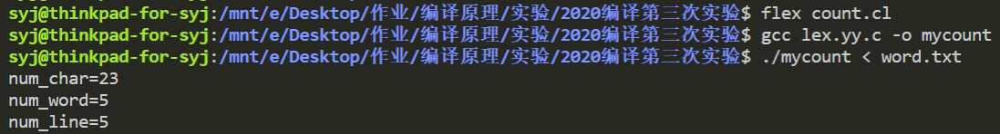 syj@thinkpad-for-syj:/mnt/e/Desktop/作业/编译原理/实验/2020编译第三次实验$ flex count.cl
syj@thinkpad-for-syj:/mnt/e/Desktop/作业/编译原理/实验/2020编译第三次实验$ gcc lex.yy.c -o mycount
syj@thinkpad-for-syj:/mnt/e/Desktop/作业/编译原理/实验/2020编译第三次实验$ ./mycount < word.txt
num_char=23
num_word=5
num_line=5